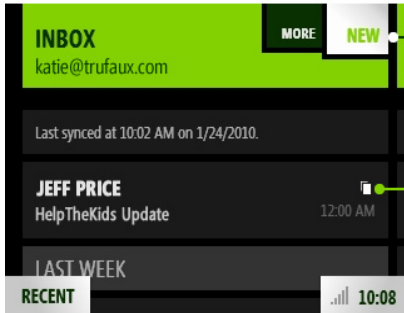 INBOX
MORE
NEW
katie@trufaux.com
Last synced at 10:02 AM on 1/24/2010.
JEFF PRICE
HelpTheKids Update
12:00 AM
LAST WEEK
RECENT
10:08